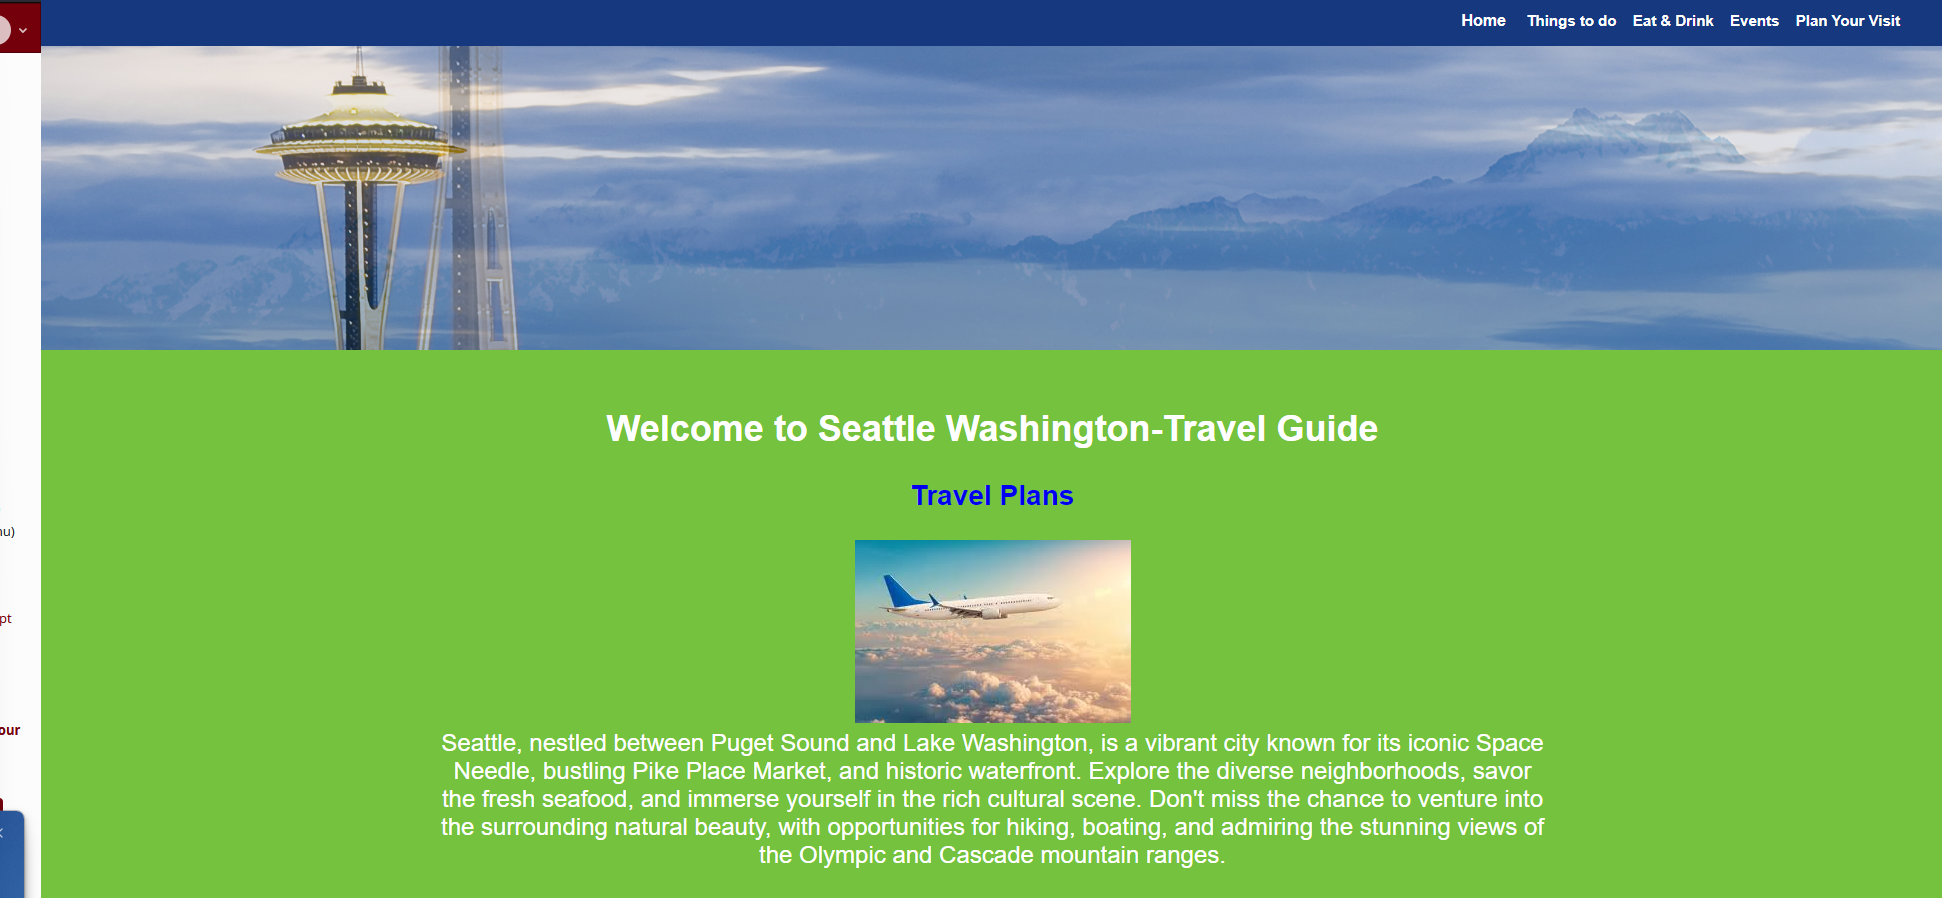 Home Things to do Eat & Drink Events Plan Your Visit
Welcome to Seattle Washington-Travel Guide
Travel Plans
Seattle, nestled between Puget Sound and Lake Washington, is a vibrant city known for its iconic Space
Needle, bustling Pike Place Market, and historic waterfront. Explore the diverse neighborhoods, savor
the fresh seafood, and immerse yourself in the rich cultural scene. Don't miss the chance to venture into
the surrounding natural beauty, with opportunities for hiking, boating, and admiring the stunning views of
the Olympic and Cascade mountain ranges.